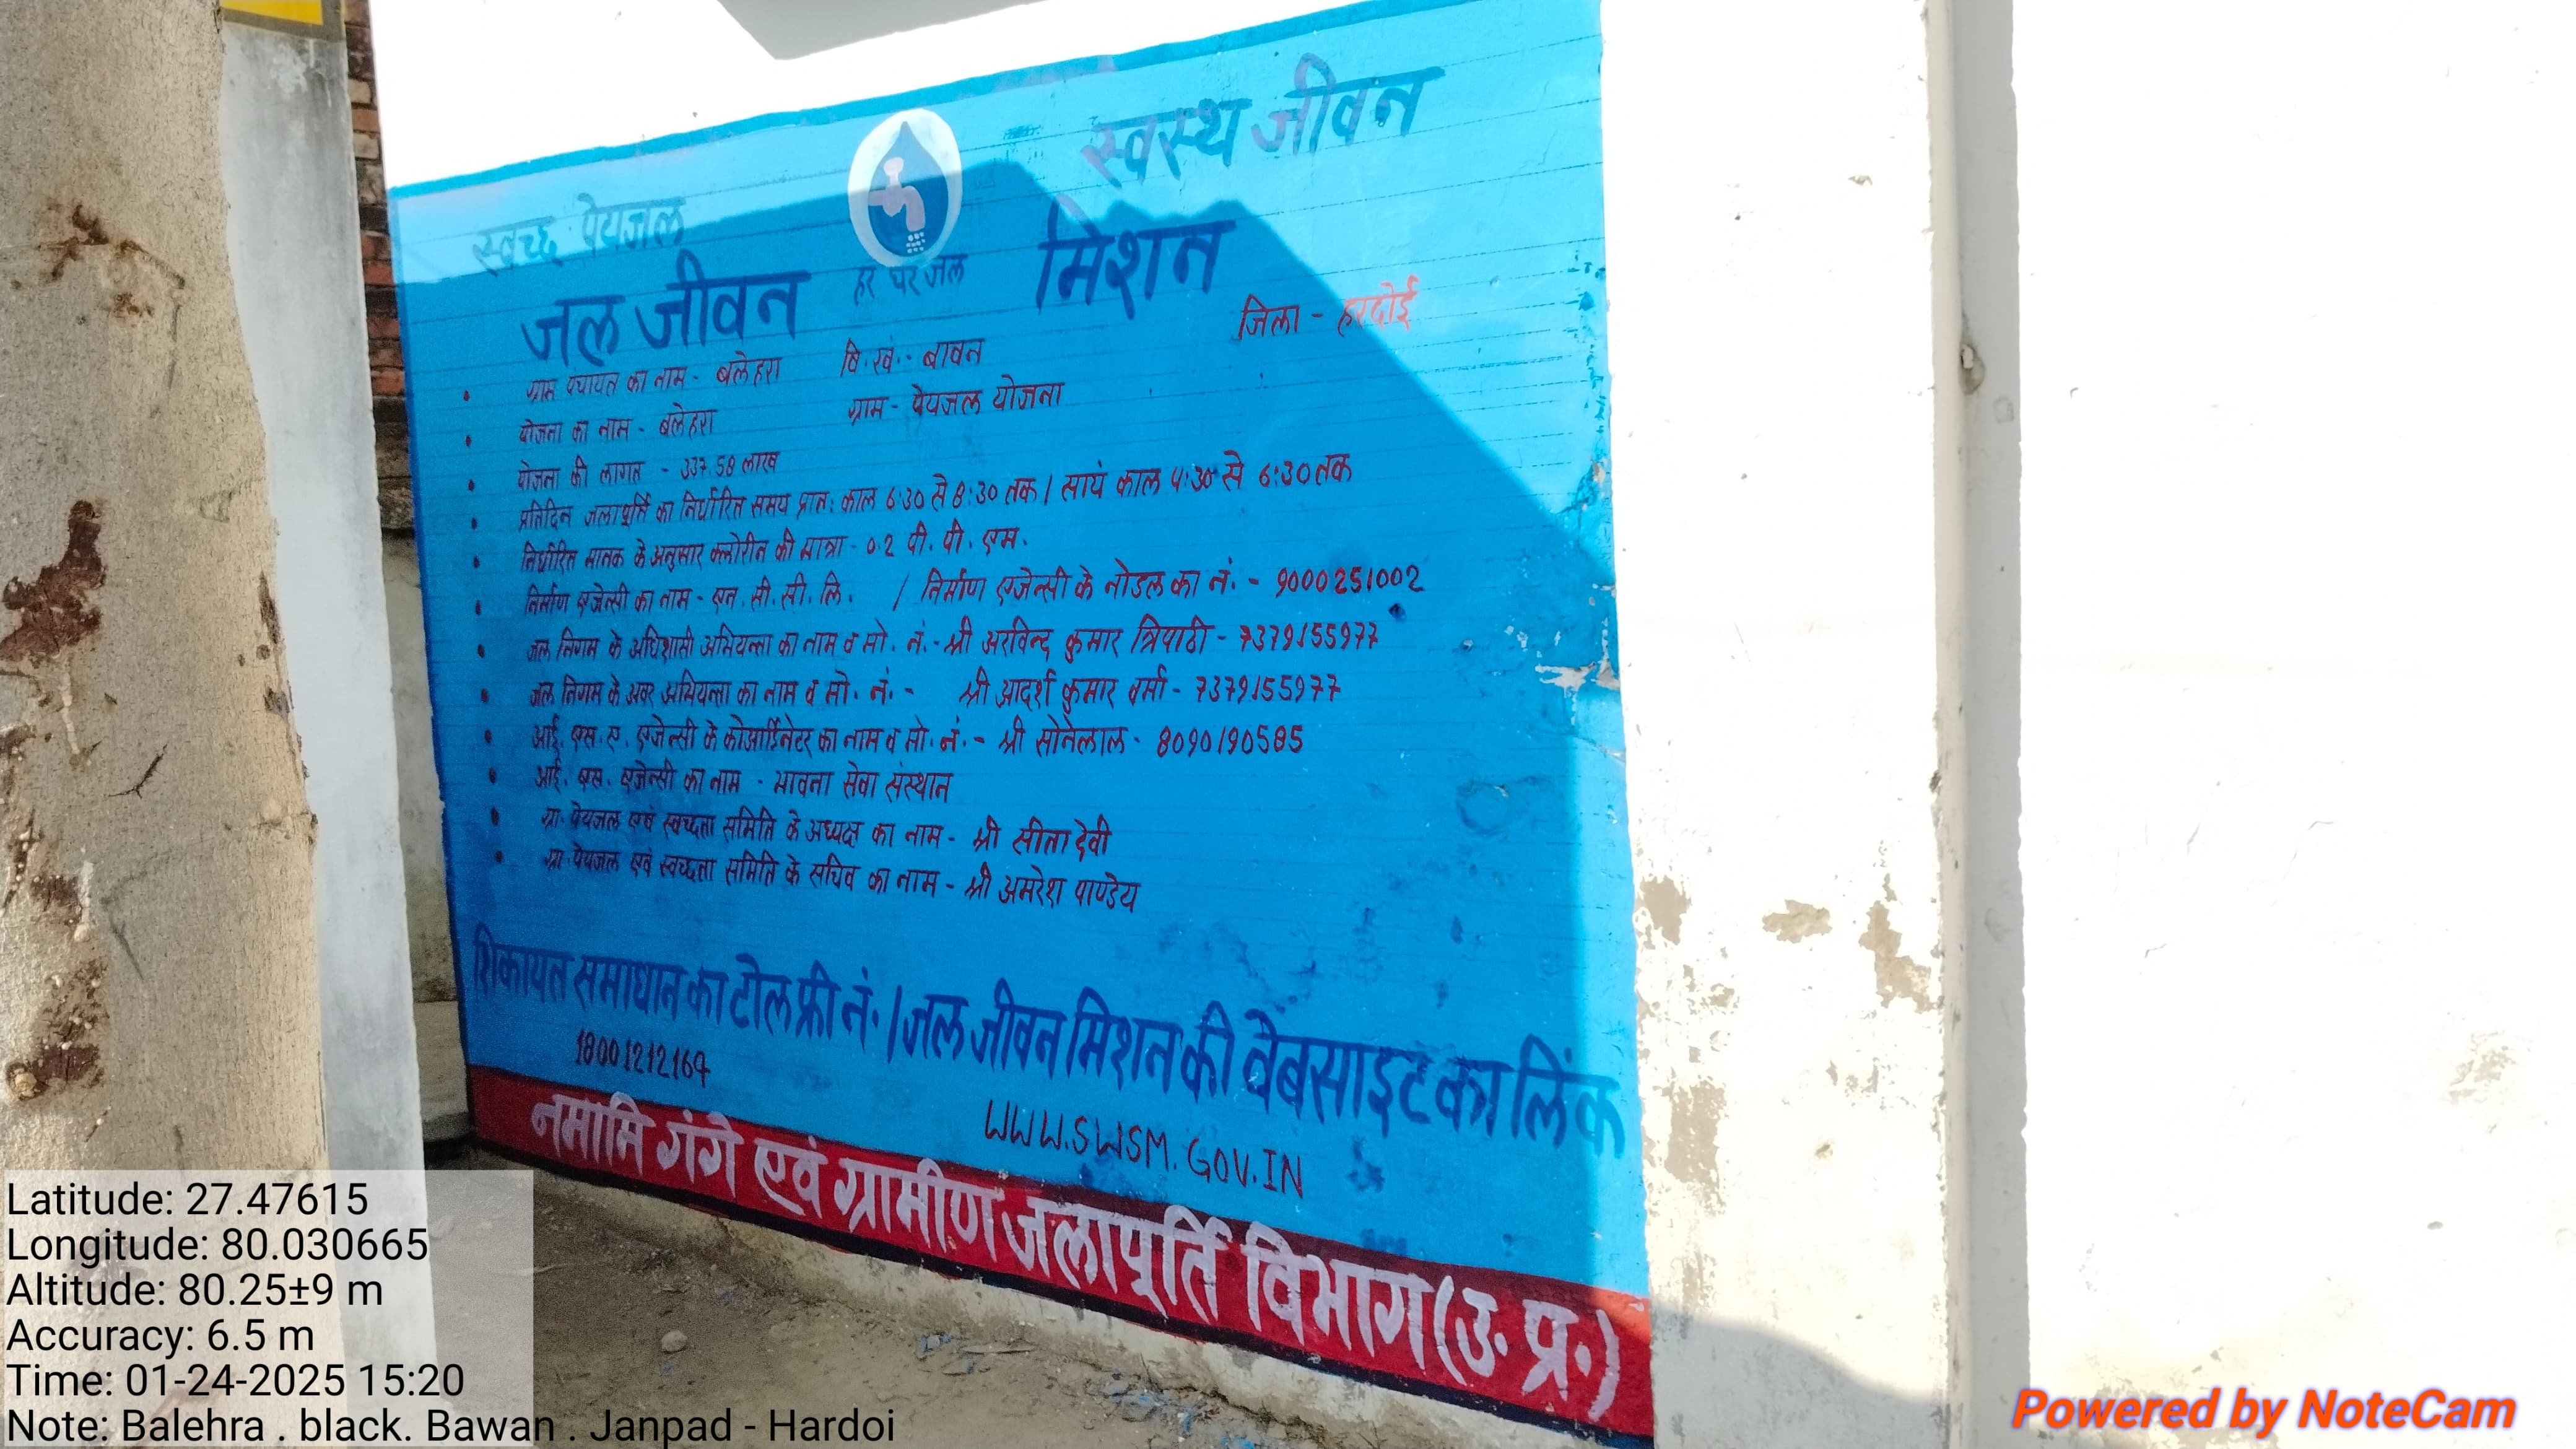 स्वच्छ पेयजल
स्वस्थ जीवन
हर घर जल
जल जीवन मिशन
जिला - हरदोई
ग्राम पंचायत का नाम - बलेहरा वि.खं.- बावन
योजना का नाम - बलेहरा ग्राम - पेयजल योजना
योजना की लागत - 337.58 लाख
प्रतिदिन जलापूर्ति का निर्धारित समय प्रात: काल 6:30 से 8:30 तक / सायं काल 4:30 से 6:30 तक
निर्धारित मानक के अनुसार क्लोरीन की मात्रा - 0.2 पी. पी. एम.
निर्माण एजेन्सी का नाम - एन. सी. सी. लि. / निर्माण एजेन्सी के नोडल का नं. - 9000251002
जल निगम के अधिशासी अभियन्ता का नाम व मो. नं. - श्री अरविन्द कुमार त्रिपाठी - 7379155977
जल निगम के अवर अभियन्ता का नाम व मो. नं. - श्री आदर्श कुमार वर्मा - 7379155977
आई. एस. ए. एजेन्सी के कोआर्डिनेटर का नाम व मो. नं. - श्री सोनेलाल - 8090190585
आई. एस. एजेन्सी का नाम - भावना सेवा संस्थान
ग्रा. पेयजल एवं स्वच्छता समिति के अध्यक्ष का नाम - श्री सीता देवी
ग्रा. पेयजल एवं स्वच्छता समिति के सचिव का नाम - श्री अमरेश पाण्डेय
शिकायत समाधान का टोल फ्री नं. / जल जीवन मिशन की वेबसाइट का लिंक
18001212164
WWW.SWSM.GOV.IN
नमामि गंगे एवं ग्रामीण जलापूर्ति विभाग (उ. प्र.)
Latitude: 27.47615
Longitude: 80.030665
Altitude: 80.25±9 m
Accuracy: 6.5 m
Time: 01-24-2025 15:20
Note: Balehra . black. Bawan . Janpad - Hardoi
Powered by NoteCam